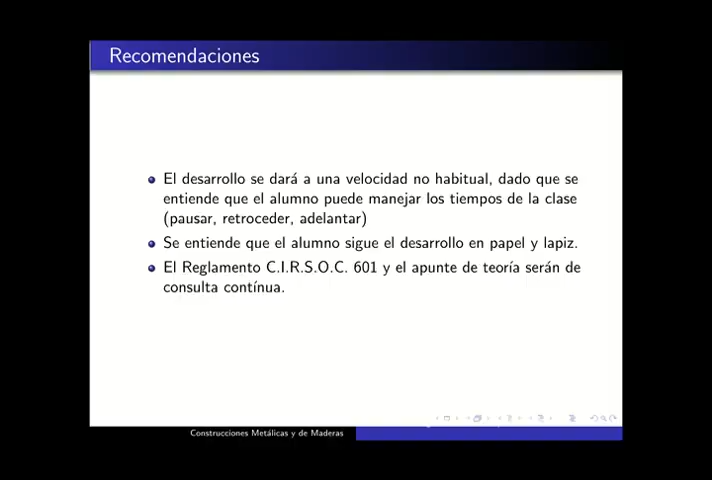 Recomendaciones
El desarrollo se dará a una velocidad no habitual, dado que se
entiende que el alumno puede manejar los tiempos de la clase
(pausar, retroceder, adelantar)
Se entiende que el alumno sigue el desarrollo en papel y lapiz.
El Reglamento C.I.R.S.O.C. 601 y el apunte de teoría serán de
consulta contínua.
Construcciones Metálicas y de Maderas